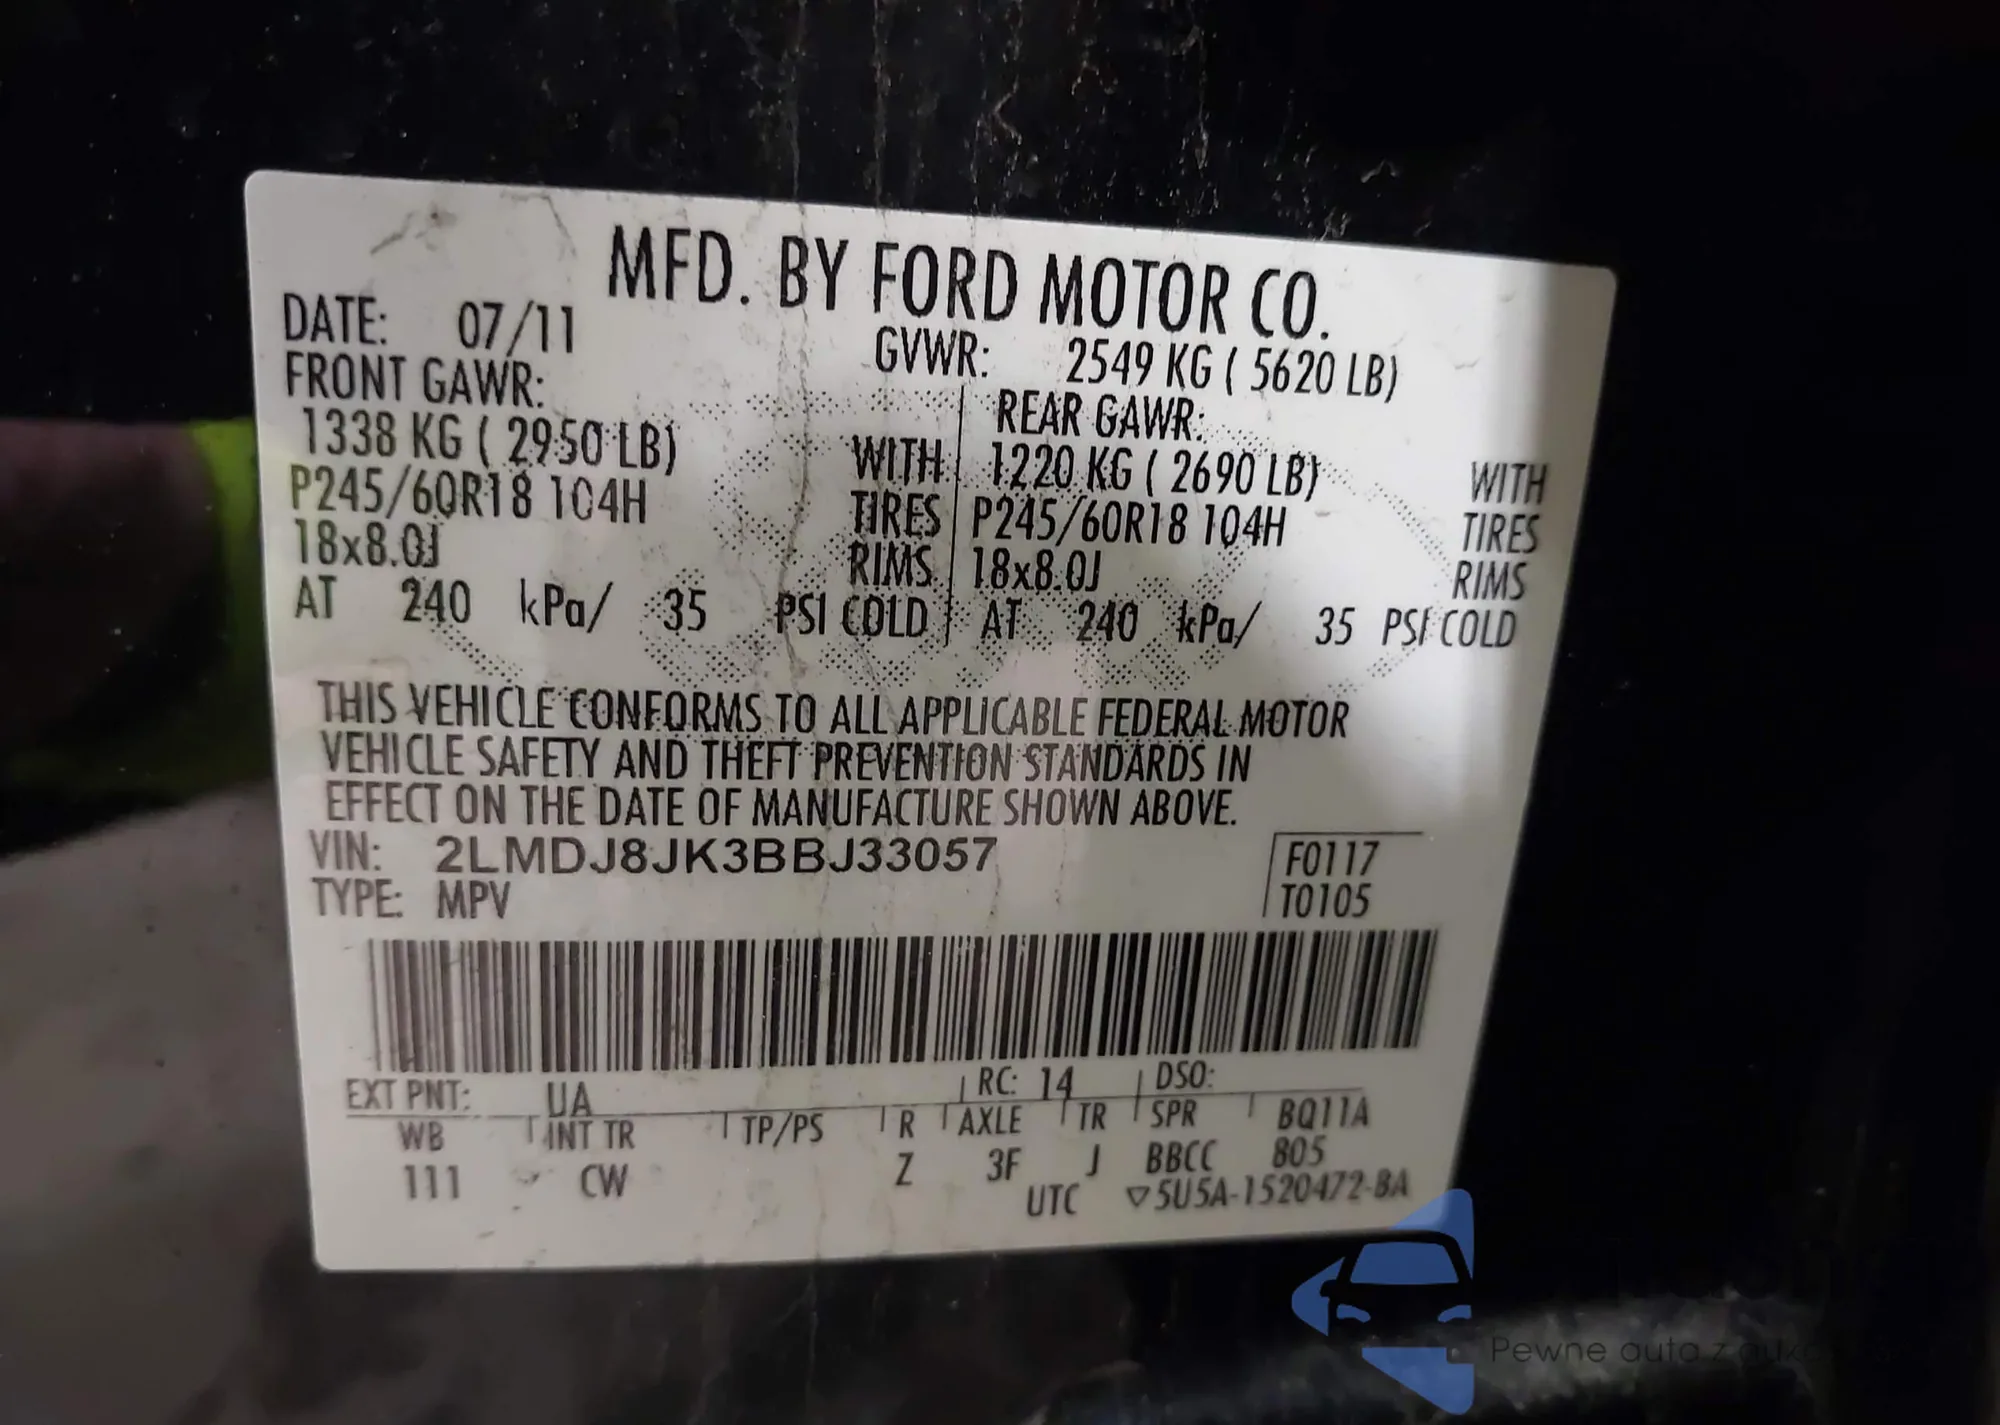 MFD. BY FORD MOTOR CO.
DATE: 07/11 GVWR: 2549 KG ( 5620 LB)
FRONT GAWR: REAR GAWR:
1338 KG ( 2950 LB) WITH 1220 KG ( 2690 LB) WITH
P245/60R18 104H TIRES P245/60R18 104H TIRES
18x8.0J RIMS 18x8.0J RIMS
AT 240 kPa/ 35 PSI COLD AT 240 kPa/ 35 PSI COLD
THIS VEHICLE CONFORMS TO ALL APPLICABLE FEDERAL MOTOR
VEHICLE SAFETY AND THEFT PREVENTION STANDARDS IN
EFFECT ON THE DATE OF MANUFACTURE SHOWN ABOVE.
VIN: 2LMDJ8JK3BBJ33057 F0117
TYPE: MPV T0105
EXT PNT: UA RC: 14 DSO:
WB INT TR TP/PS R AXLE TR SPR BQ11A
111 CW Z 3F J BBCC 805
UTC ▽5U5A-1520472-BA
Pewne auta z